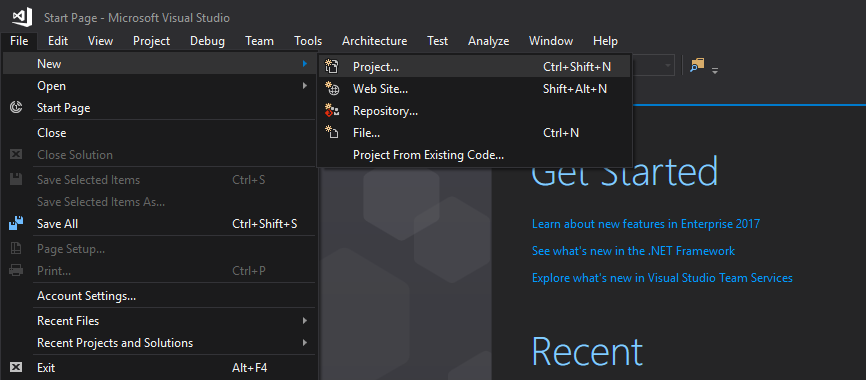 Start Page - Microsoft Visual Studio
File Edit View Project Debug Team Tools Architecture Test Analyze Window Help
New
Open
Start Page
Close
Close Solution
Save Selected Items Ctrl+S
Save Selected Items As...
Save All Ctrl+Shift+S
Page Setup...
Print... Ctrl+P
Account Settings...
Recent Files
Recent Projects and Solutions
Exit Alt+F4
Project... Ctrl+Shift+N
Web Site... Shift+Alt+N
Repository...
File... Ctrl+N
Project From Existing Code...
Get Started
Learn about new features in Enterprise 2017
See what's new in the .NET Framework
Explore what's new in Visual Studio Team Services
Recent